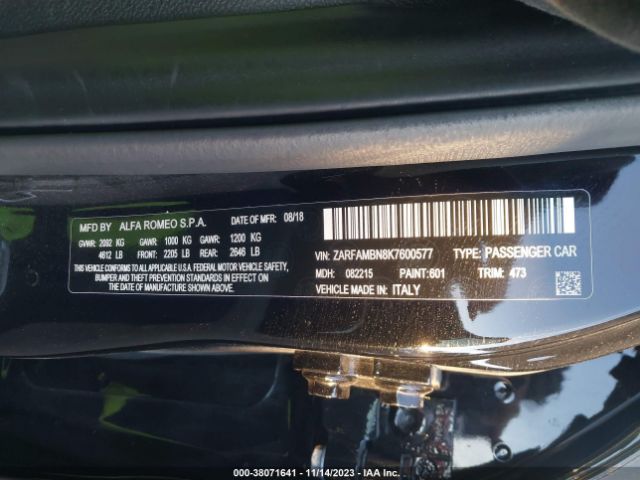 MFD BY ALFA ROMEO S.P.A. DATE OF MFR 08/18
GVWR: 2092 KG GAWR: 1000 KG GAWR: 1200 KG
4612 LB FRONT: 2205 LB REAR: 2646 LB
THIS VEHICLE CONFORMS TO ALL APPLICABLE U.S.A. FEDERAL MOTOR VEHICLE SAFETY,
BUMPER AND THEFT PREVENTION STANDARDS IN EFFECT ON
THE DATE OF MANUFACTURE SHOWN ABOVE.
VIN: ZARFAMBN8K7600577 TYPE: PASSENGER CAR
MDH: 082215 PAINT: 601 TRIM: 473
VEHICLE MADE IN: ITALY
000-38071641 - 11/14/2023 - IAA Inc.